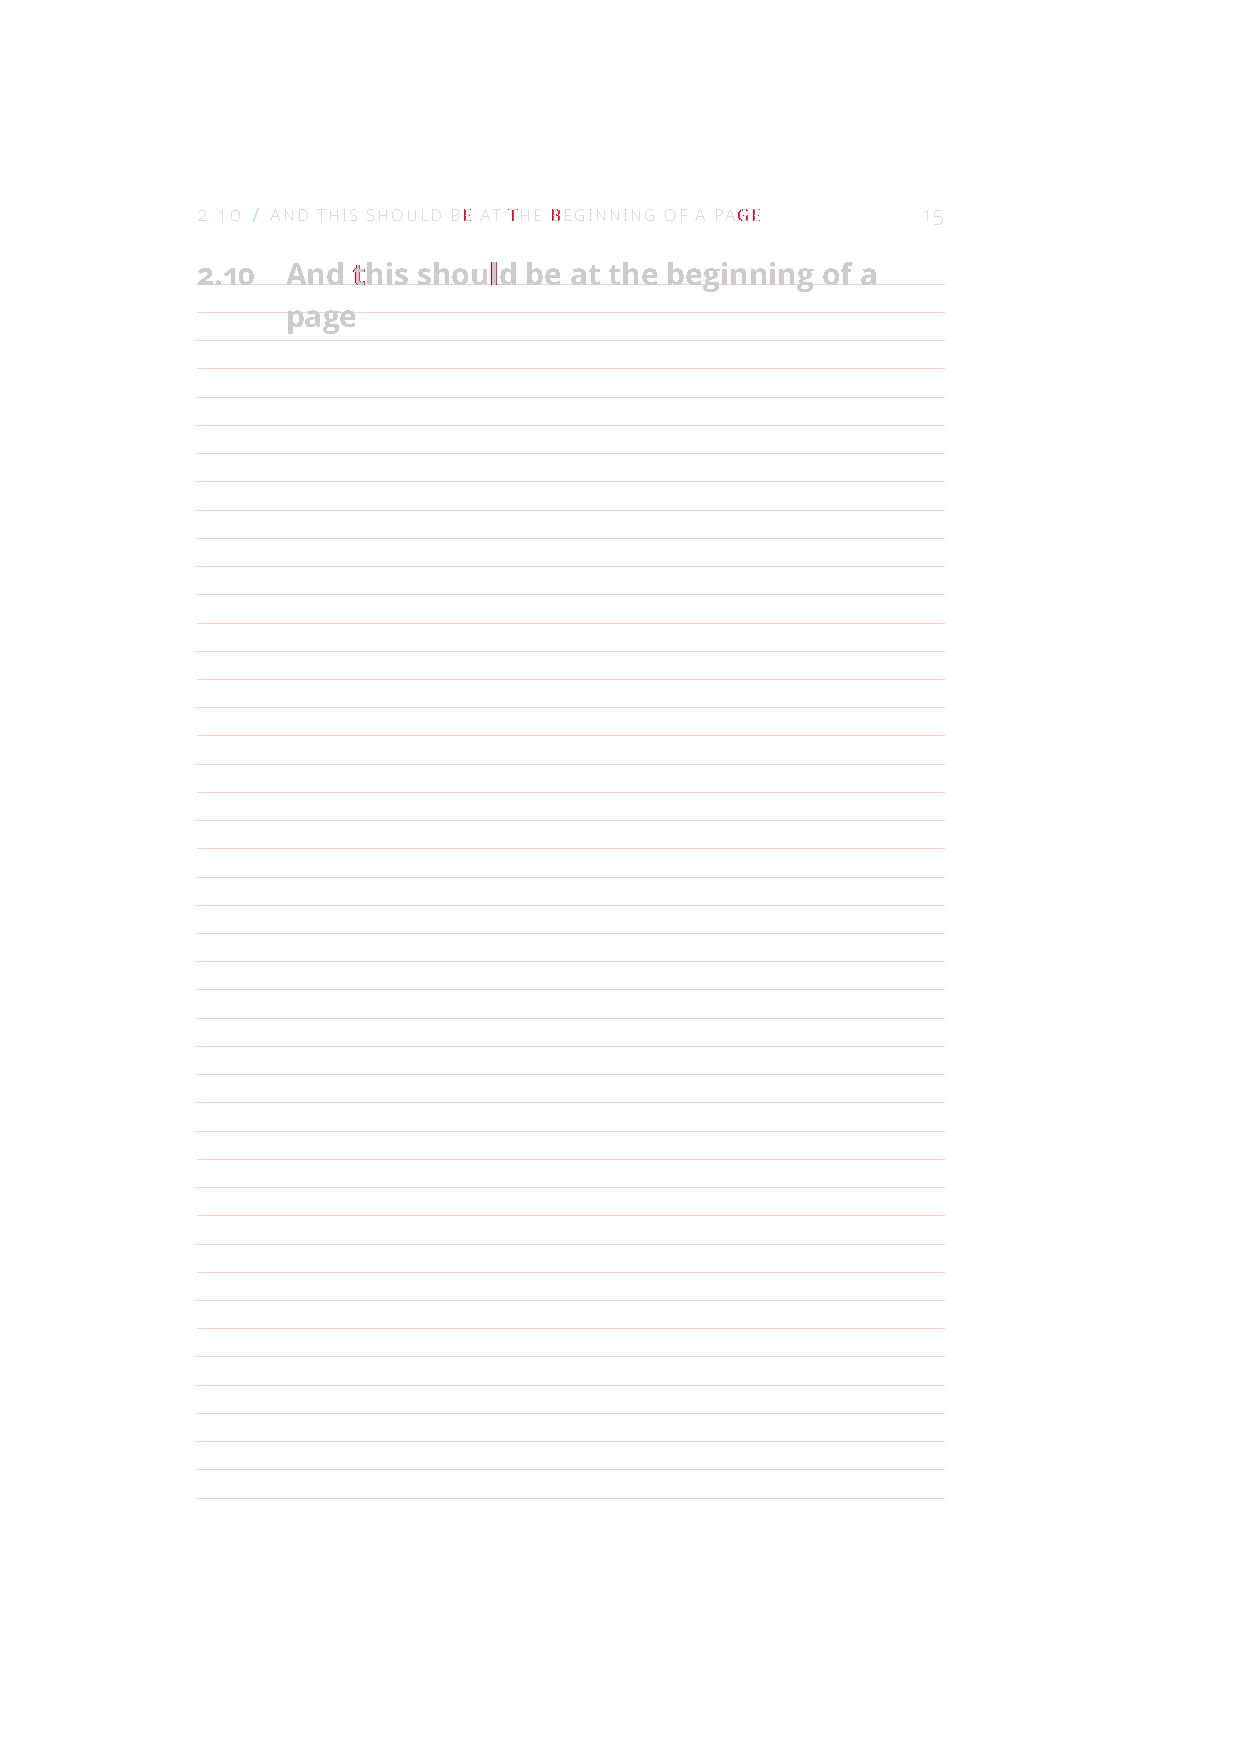 2.10 / AND THIS SHOULD BE AT THE BEGINNING OF A PAGE 15
2.10 And this should be at the beginning of a
page